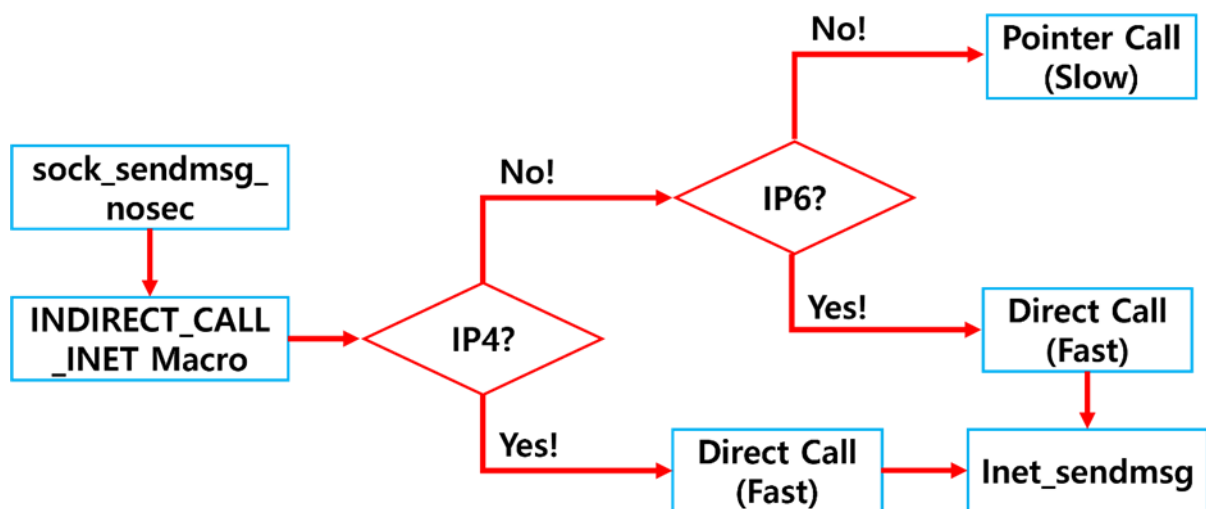 No!
Pointer Call
(Slow)
sock_sendmsg_
nosec
No!
IP6?
INDIRECT_CALL
_INET Macro
IP4?
Yes!
Direct Call
(Fast)
Yes!
Direct Call
(Fast)
Inet_sendmsg